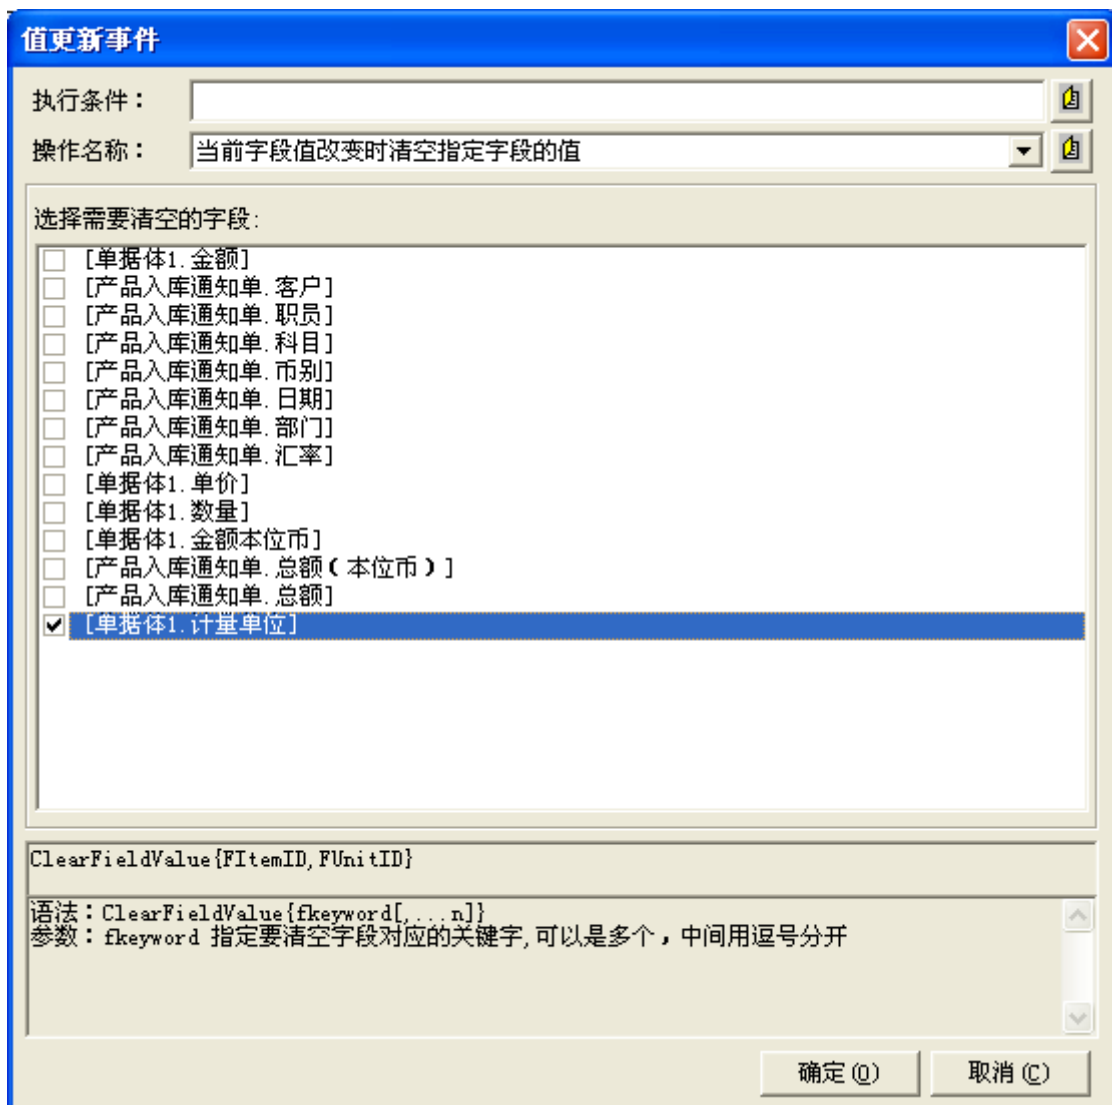 值更新事件
执行条件：
操作名称： 当前字段值改变时清空指定字段的值
选择需要清空的字段:
[单据体1.金额]
[产品入库通知单.客户]
[产品入库通知单.职员]
[产品入库通知单.科目]
[产品入库通知单.币别]
[产品入库通知单.日期]
[产品入库通知单.部门]
[产品入库通知单.汇率]
[单据体1.单价]
[单据体1.数量]
[单据体1.金额本位币]
[产品入库通知单.总额(本位币)]
[产品入库通知单.总额]
[单据体1.计量单位]
ClearFieldValue{FItemID,FUnitID}
语法：ClearFieldValue{fkeyword[,...n]}
参数：fkeyword 指定要清空字段对应的关键字,可以是多个，中间用逗号分开
确定(O) 取消(C)